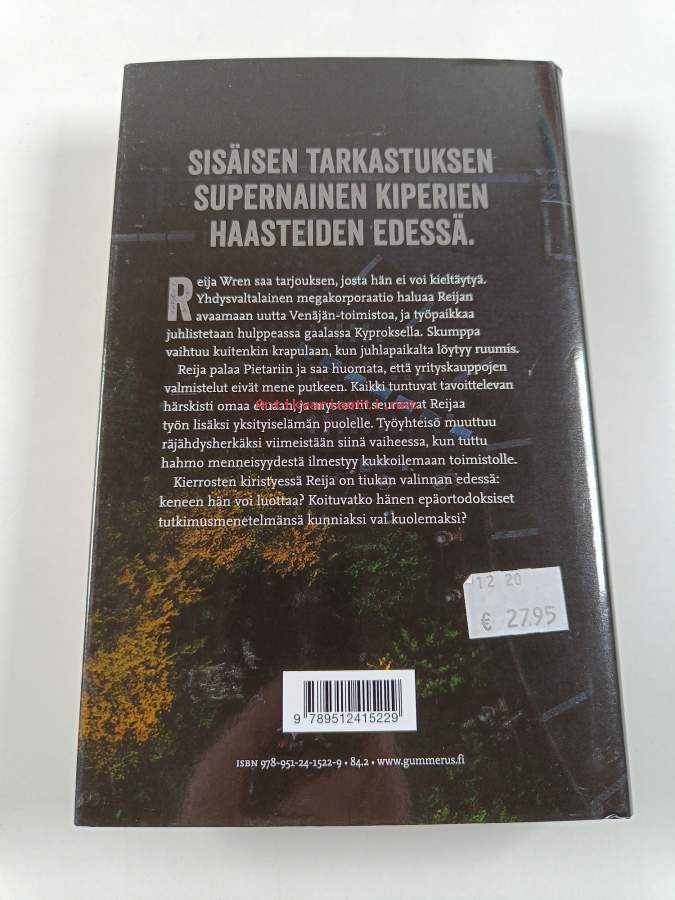 SISÄISEN TARKASTUKSEN
SUPERNAINEN KIPERIEN
HAASTEIDEN EDESSÄ.
Reija Wren saa tarjouksen, josta hän ei voi kieltäytyä.
Yhdysvaltalainen megakorporaatio haluaa Reijan
avaamaan uutta Venäjän-toimistoa, ja työpaikkaa
juhlistetaan hulppeassa gaalassa Kyproksella. Skumppa
vaihtuu kuitenkin krapulaan, kun juhlapaikalta löytyy ruumis.
Reija palaa Pietariin ja saa huomata, että yrityskauppojen
valmistelut eivät mene putkeen. Kaikki tuntuvat tavoittelevan
härskisti omaa etuaan, ja mysteerit seuraavat Reijaa
työn lisäksi yksityiselämän puolelle. Työyhteisö muuttuu
räjähdysherkäksi viimeistään siinä vaiheessa, kun tuttu
hahmo menneisyydestä ilmestyy kukkoilemaan toimistolle.
Kierrosten kiristyessä Reija on tiukan valinnan edessä:
keneen hän voi luottaa? Koituvatko hänen epäortodoksiset
tutkimusmenetelmänsä kunniaksi vai kuolemaksi?
12 20
€ 27.95
9 789512 415229
ISBN 978-951-24-1522-9 • 84.2 • www.gummerus.fi